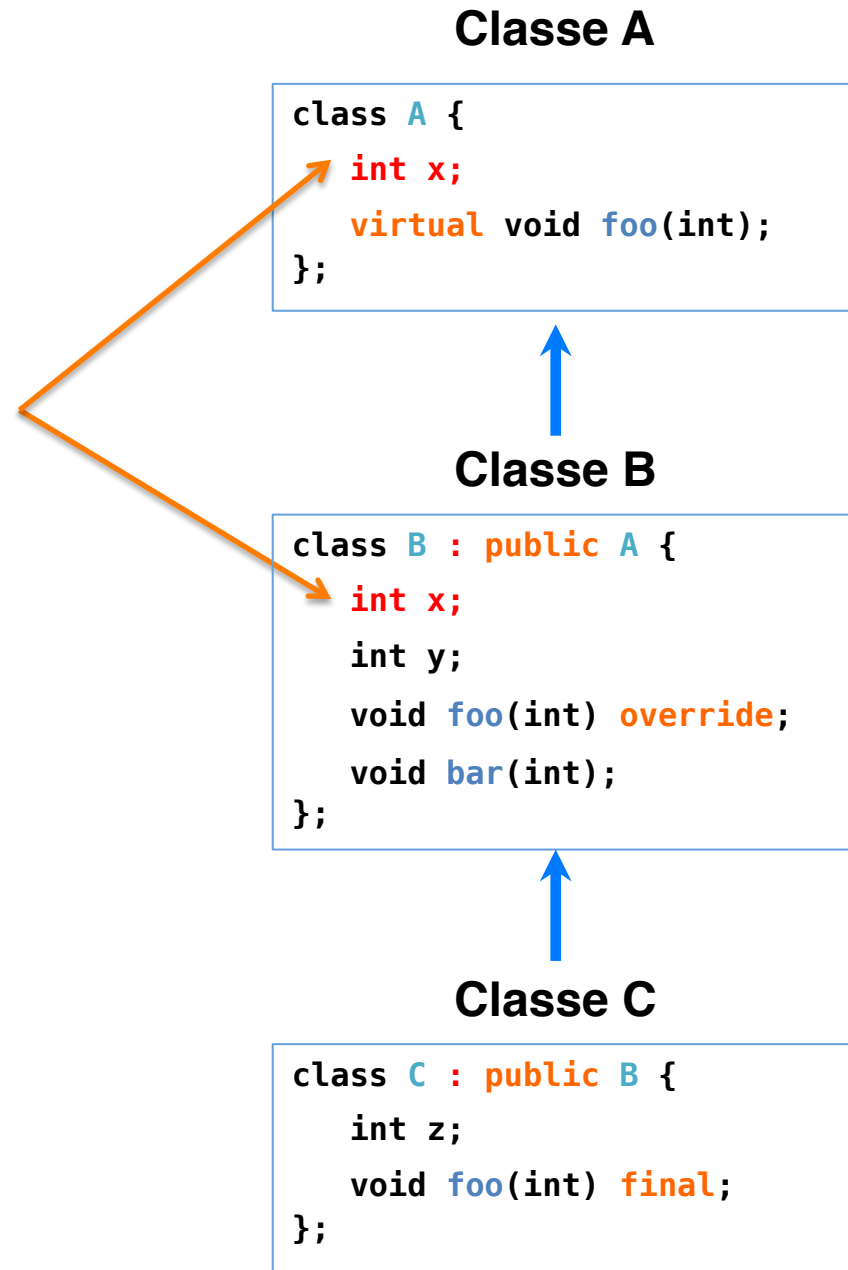 Classe A
class A {
int x;
virtual void foo(int);
};
Classe B
class B : public A {
int x;
int y;
void foo(int) override;
void bar(int);
};
Classe C
class C : public B {
int z;
void foo(int) final;
};